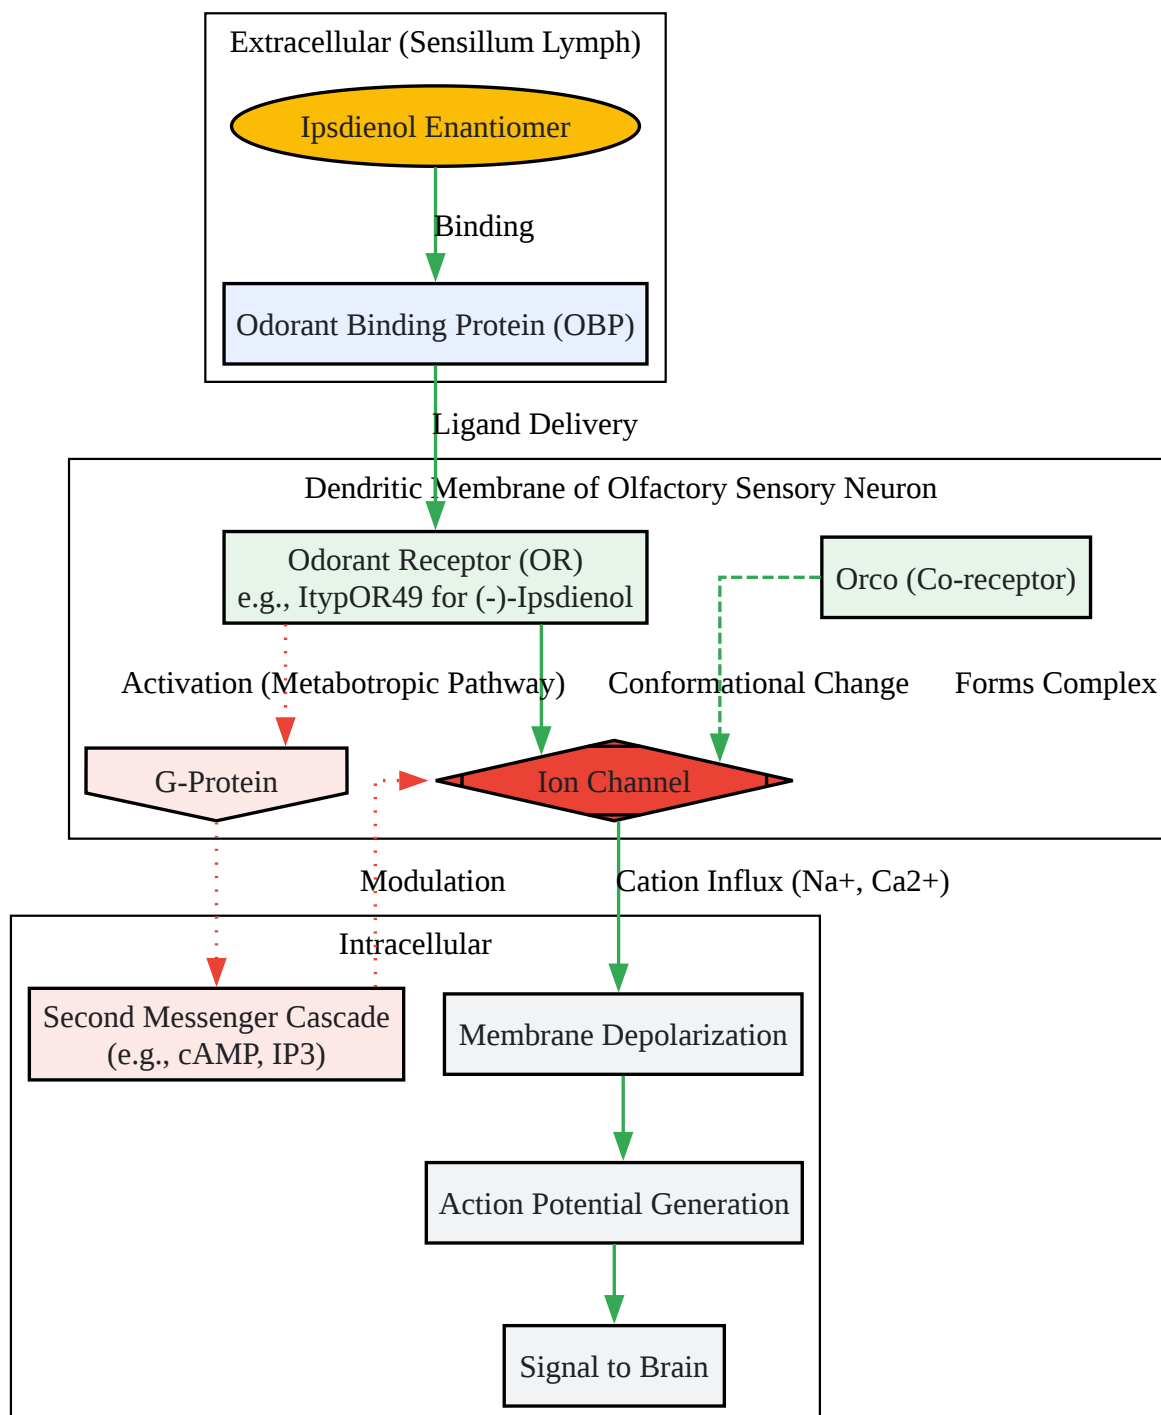 Extracellular (Sensillum Lymph)
Ipsdienol Enantiomer
Binding
Odorant Binding Protein (OBP)
Ligand Delivery
Dendritic Membrane of Olfactory Sensory Neuron
Odorant Receptor (OR)
e.g., ItypOR49 for (-)-Ipsdienol
Orco (Co-receptor)
Activation (Metabotropic Pathway)
Conformational Change
Forms Complex
G-Protein
Ion Channel
Modulation
Cation Influx (Na+, Ca2+)
Intracellular
Second Messenger Cascade
(e.g., cAMP, IP3)
Membrane Depolarization
Action Potential Generation
Signal to Brain